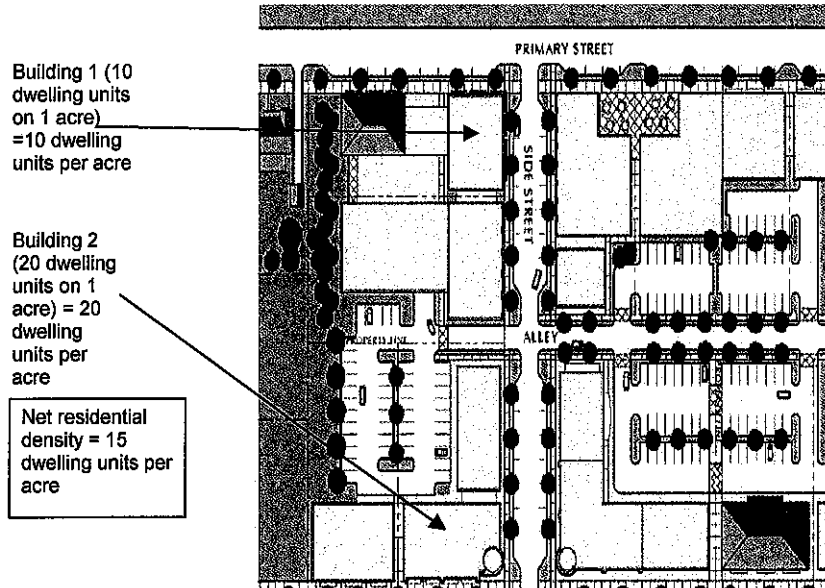 PRIMARY STREET
Building 1 (10
dwelling units
on 1 acre)
=10 dwelling
units per acre
SIDE STREET
Building 2
(20 dwelling
units on 1
acre) = 20
dwelling
units per
acre
PROPERTY LINE
ALLEY
Net residential
density = 15
dwelling units per
acre